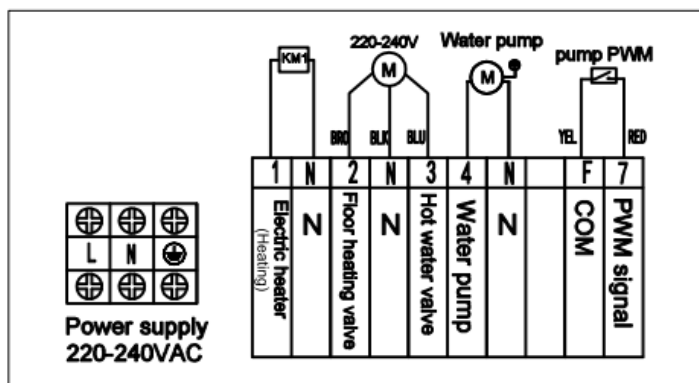 220-240V
Water pump
pump PWM
KM1
M
M
BRO
BLK
BLU
YEL
RED
1 N 2 N 3 4 N F 7
Electric heater
(Heating)
N
Floor heating valve
N
Hot water valve
Water pump
N
COM
PWM signal
L N
Power supply
220-240VAC